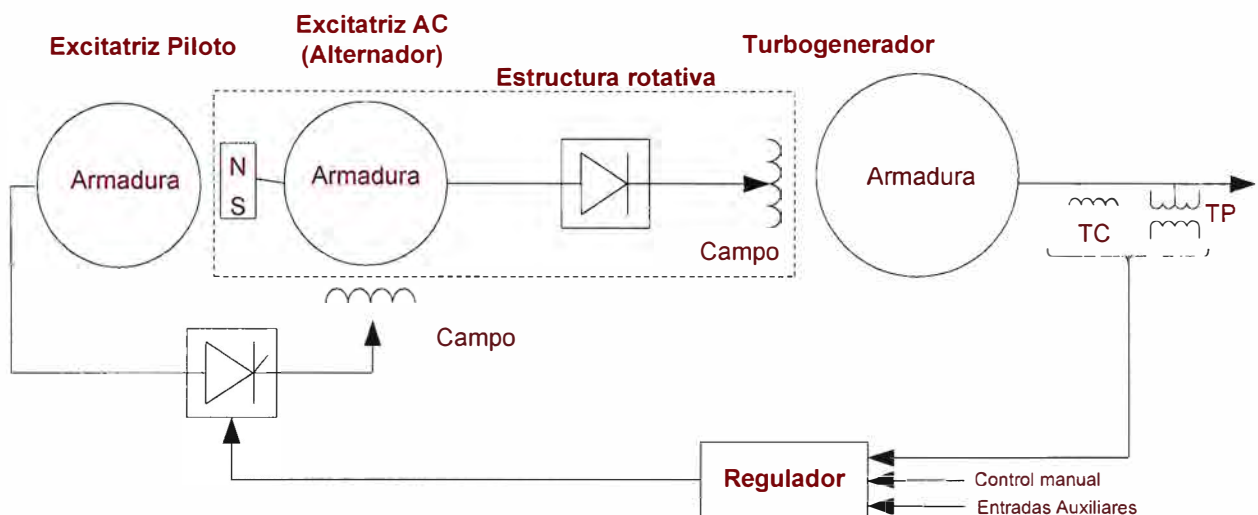 Excitatriz Piloto
Excitatriz AC
(Alternador)
Estructura rotativa
Turbogenerador
Armadura
N
S
Armadura
Campo
Armadura
TC
TP
Campo
Regulador
Control manual
Entradas Auxiliares